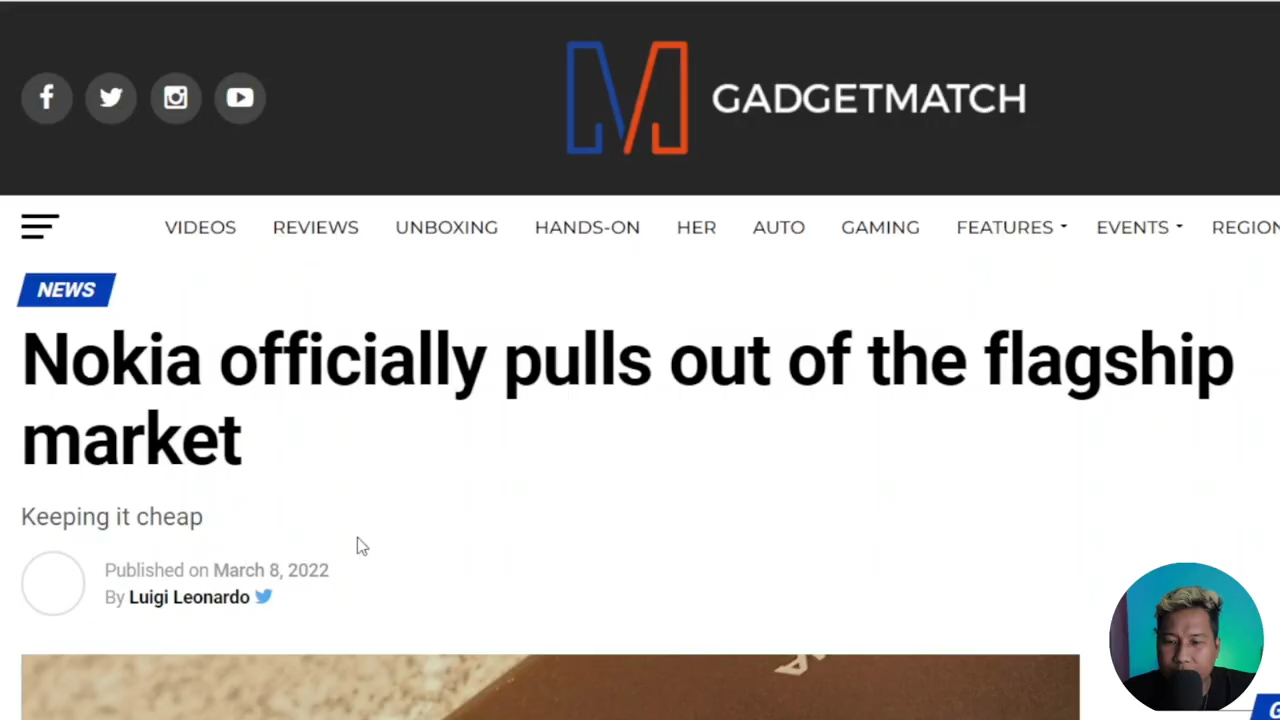 GADGETMATCH
VIDEOS REVIEWS UNBOXING HANDS-ON HER AUTO GAMING FEATURES EVENTS REGION
NEWS
Nokia officially pulls out of the flagship
market
Keeping it cheap
Published on March 8, 2022
By Luigi Leonardo